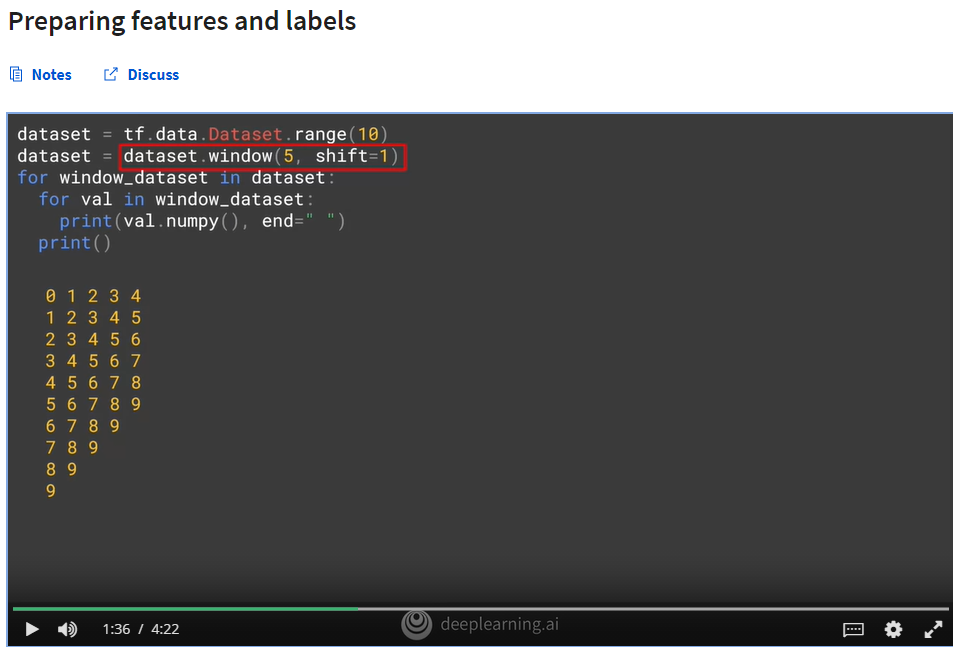 Preparing features and labels
Notes Discuss
dataset = tf.data.Dataset.range(10)
dataset = dataset.window(5, shift=1)
for window_dataset in dataset:
  for val in window_dataset:
    print(val.numpy(), end=" ")
  print()
0 1 2 3 4
1 2 3 4 5
2 3 4 5 6
3 4 5 6 7
4 5 6 7 8
5 6 7 8 9
6 7 8 9
7 8 9
8 9
9
deeplearning.ai
1:36 / 4:22